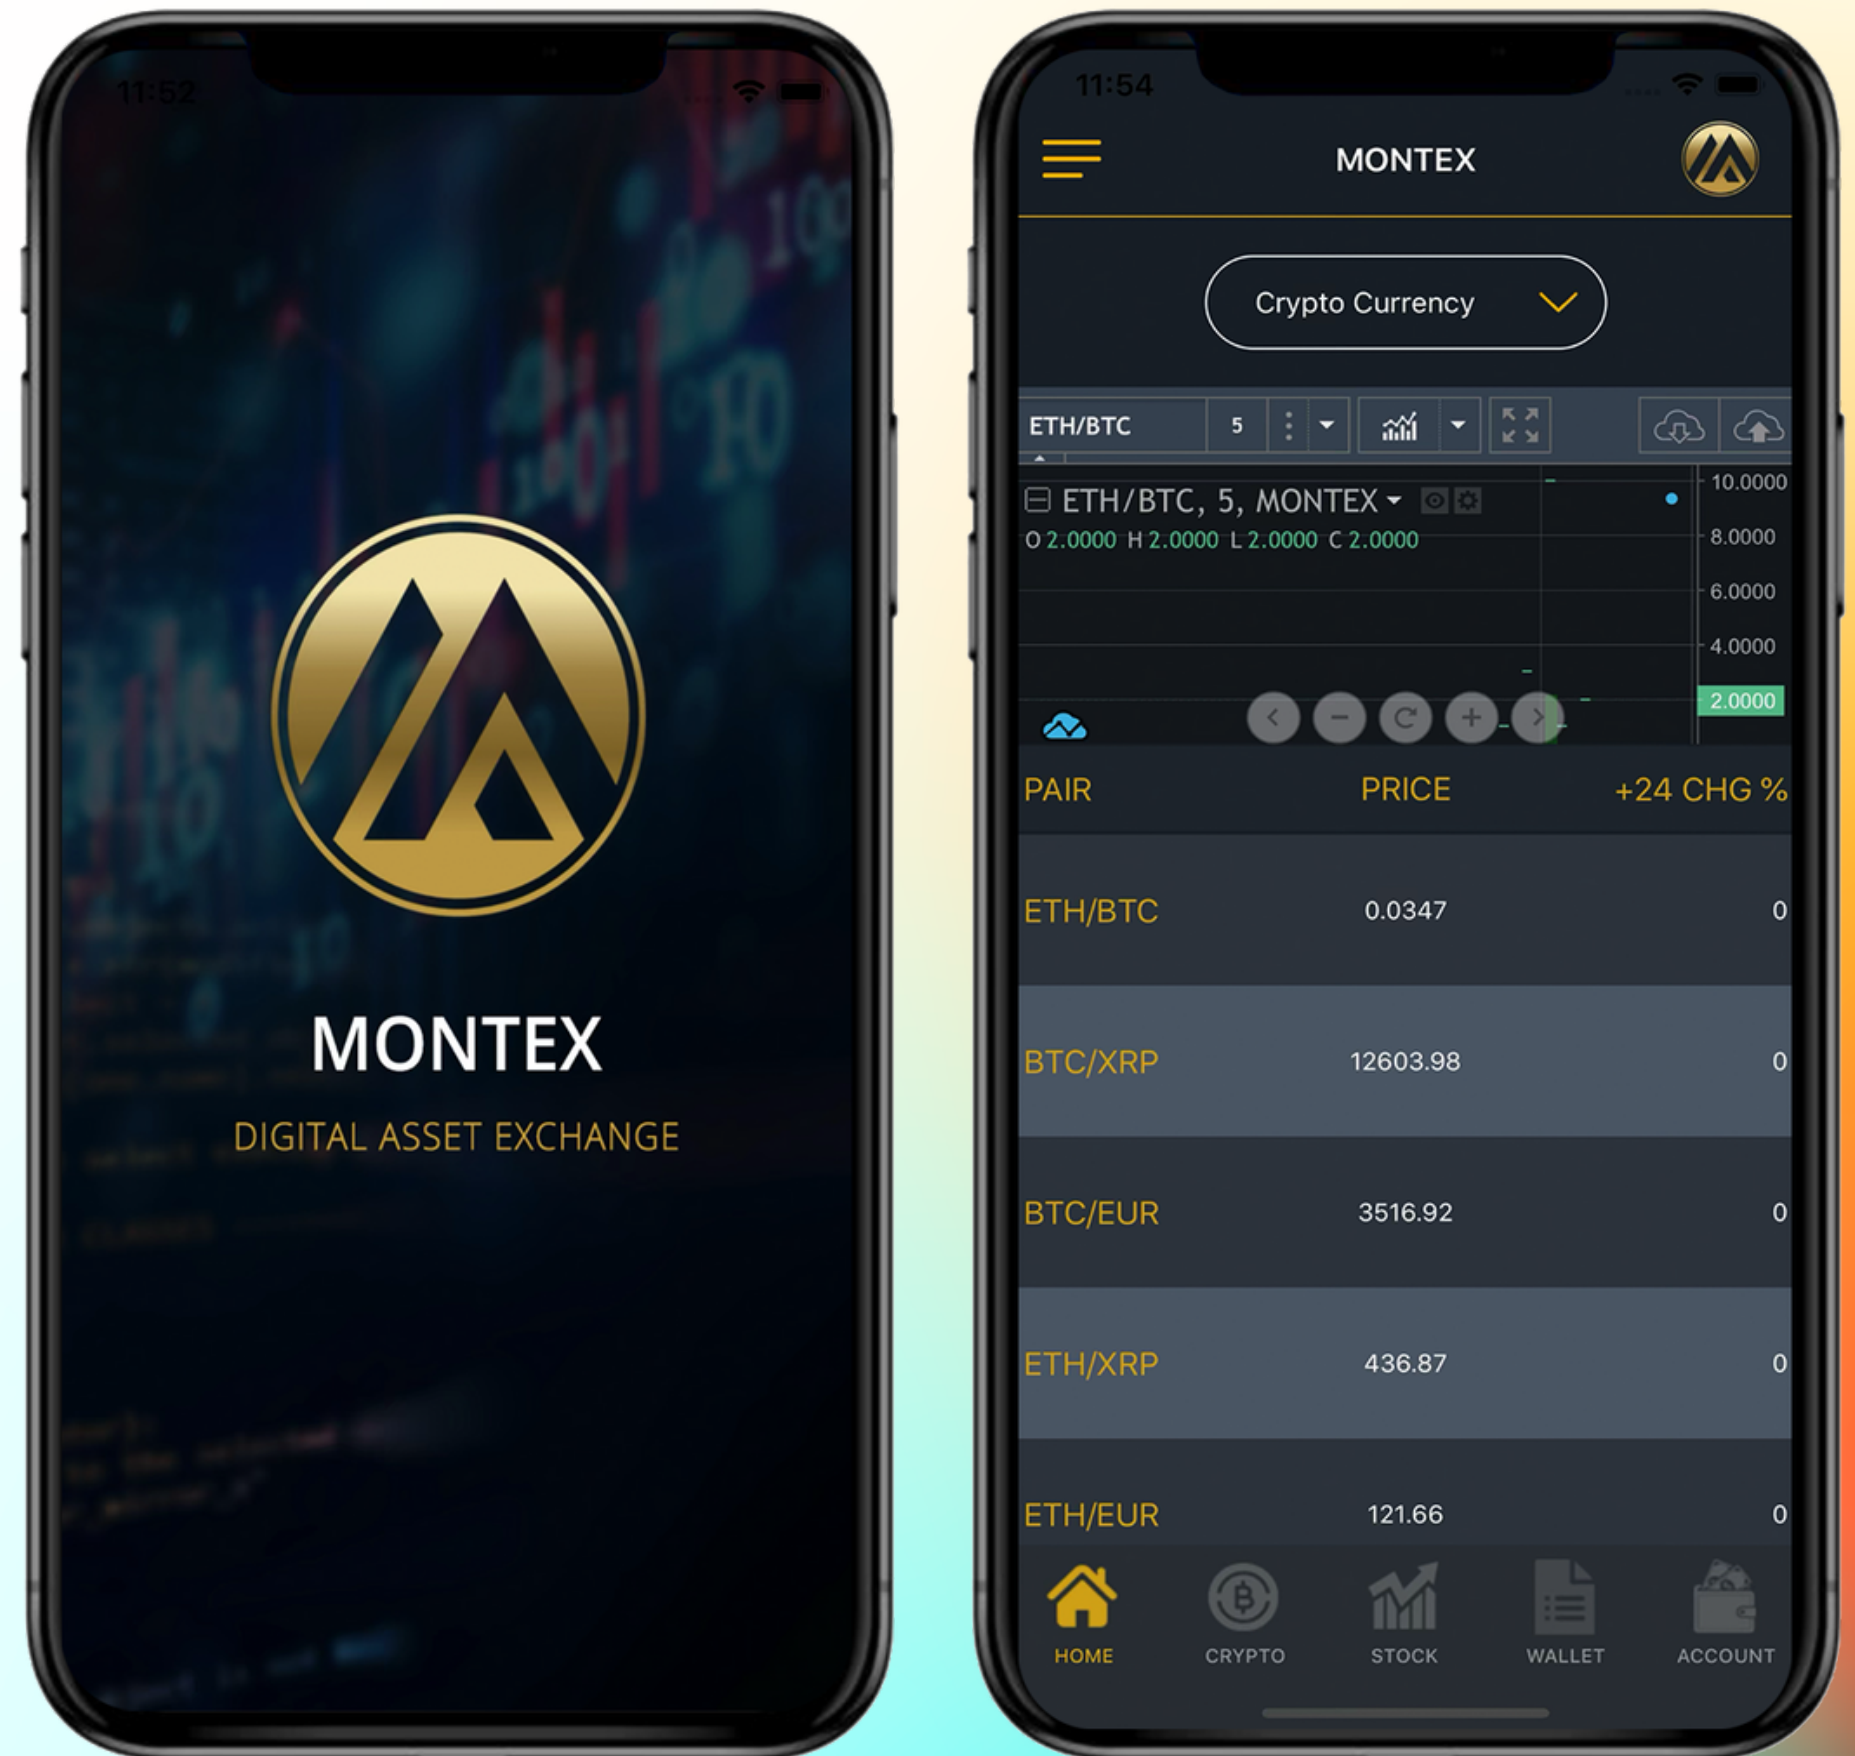 11:52
MONTEX
DIGITAL ASSET EXCHANGE
11:54
MONTEX
Crypto Currency
ETH/BTC 5
ETH/BTC, 5, MONTEX
O 2.0000 H 2.0000 L 2.0000 C 2.0000
10.0000
8.0000
6.0000
4.0000
2.0000
PAIR PRICE +24 CHG %
ETH/BTC 0.0347 0
BTC/XRP 12603.98 0
BTC/EUR 3516.92 0
ETH/XRP 436.87 0
ETH/EUR 121.66 0
HOME CRYPTO STOCK WALLET ACCOUNT